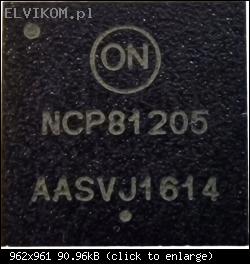 ELVIKOM.pl
ON
NCP81205
AASVJ1614
962x961 90.96kB (click to enlarge)